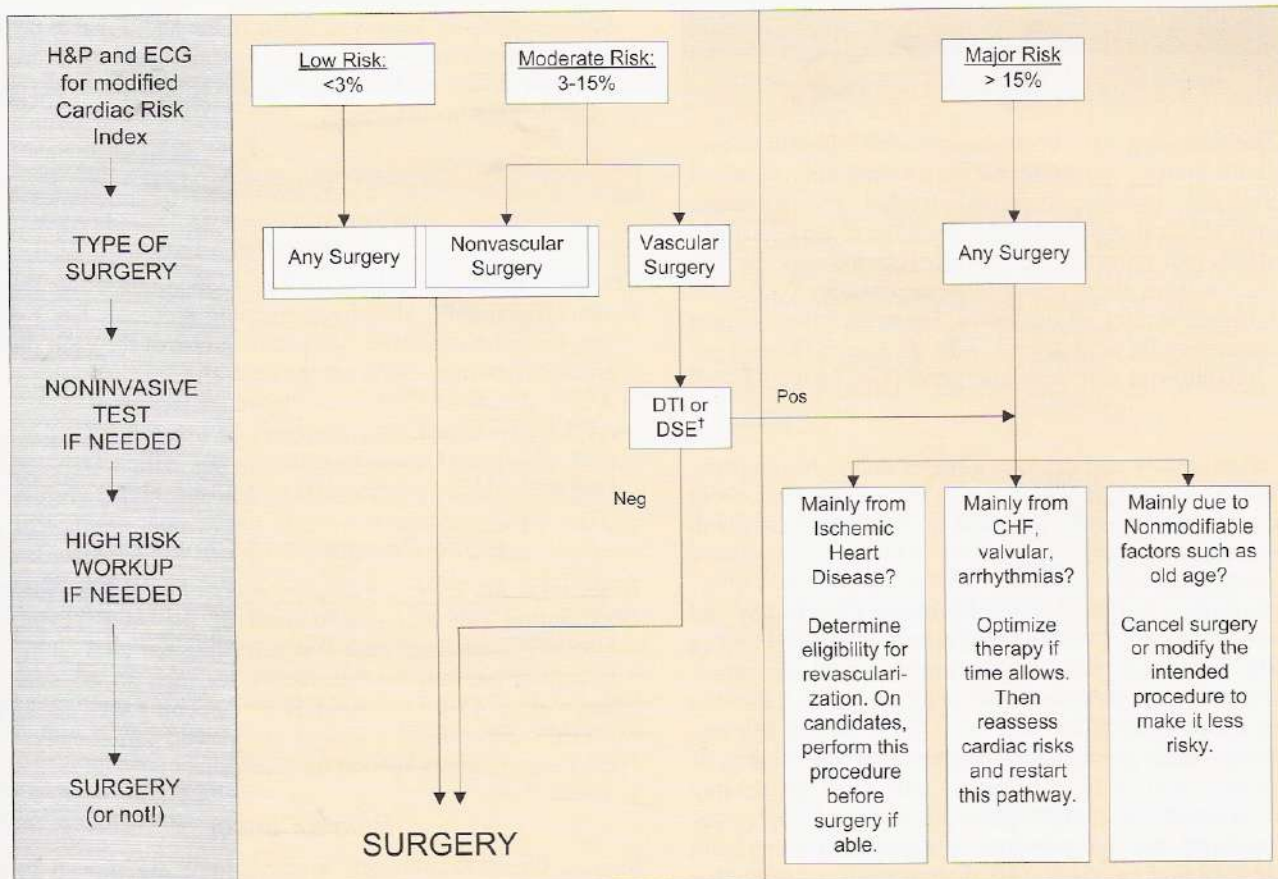 H&P and ECG
for modified
Cardiac Risk
Index
TYPE OF
SURGERY
NONINVASIVE
TEST
IF NEEDED
HIGH RISK
WORKUP
IF NEEDED
SURGERY
(or not!)
Low Risk:
<3%
Moderate Risk:
3-15%
Major Risk
> 15%
Any Surgery
Nonvascular
Surgery
Vascular
Surgery
Any Surgery
DTI or
DSE†
Pos
Neg
Mainly from
Ischemic
Heart
Disease?
Determine
eligibility for
revasculari-
zation. On
candidates,
perform this
procedure
before
surgery if
able.
Mainly from
CHF,
valvular,
arrhythmias?
Optimize
therapy if
time allows.
Then
reassess
cardiac risks
and restart
this pathway.
Mainly due to
Nonmodifiable
factors such as
old age?
Cancel surgery
or modify the
intended
procedure to
make it less
risky.
SURGERY